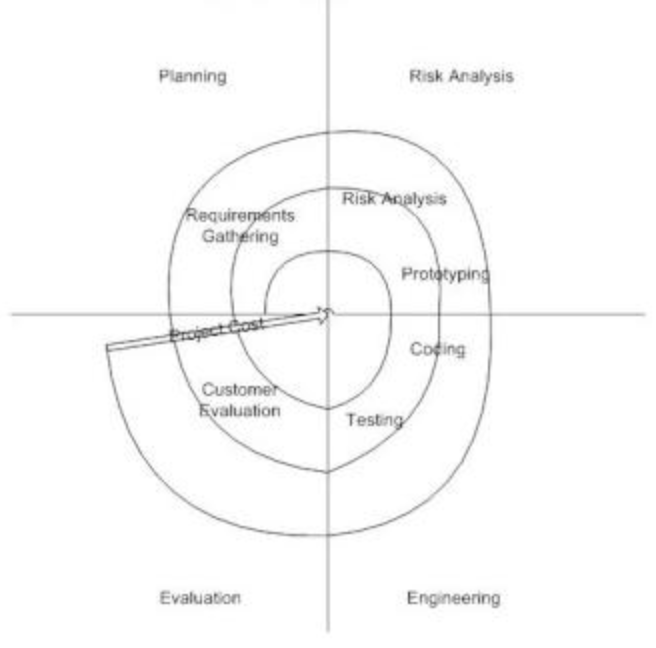 Planning
Risk Analysis
Risk Analysis
Requirements
Gathering
Prototyping
Project Cost
Coding
Customer
Evaluation
Testing
Evaluation
Engineering